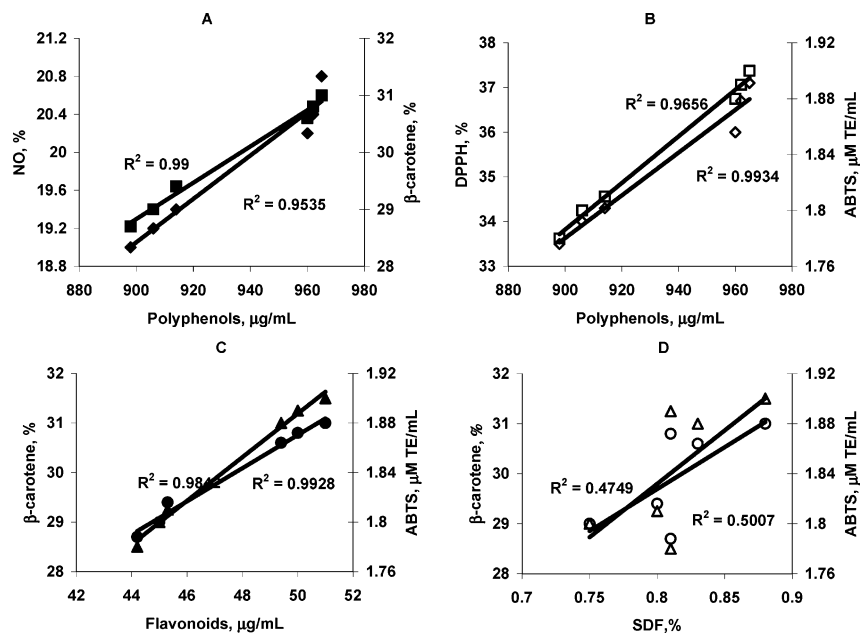 A
21.2
20.8
20.4
20
19.6
19.2
18.8
NO, %
32
31
30
29
28
β-carotene, %
R² = 0.99
R² = 0.9535
880 900 920 940 960 980
Polyphenols, µg/mL
B
38
37
36
35
34
33
DPPH, %
1.92
1.88
1.84
1.8
1.76
ABTS, µM TE/mL
R² = 0.9656
R² = 0.9934
880 900 920 940 960 980
Polyphenols, µg/mL
C
32
31
30
29
28
β-carotene, %
1.92
1.88
1.84
1.8
1.76
ABTS, µM TE/mL
R² = 0.984
R² = 0.9928
42 44 46 48 50 52
Flavonoids, µg/mL
D
32
31
30
29
28
β-carotene, %
1.92
1.88
1.84
1.8
1.76
ABTS, µM TE/mL
R² = 0.4749
R² = 0.5007
0.7 0.75 0.8 0.85 0.9
SDF,%